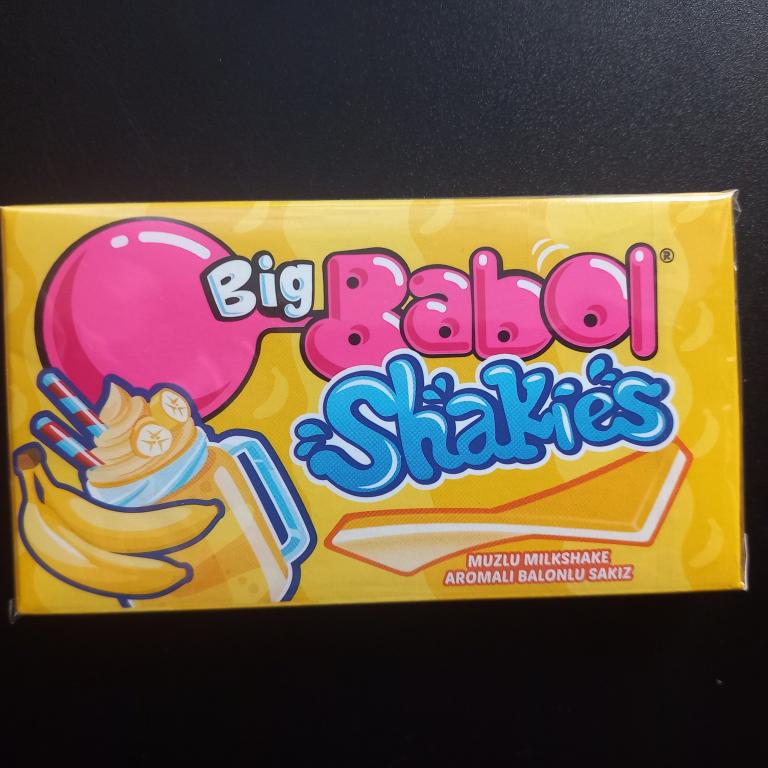 Big Babol®
Shakies
MUZLU MILKSHAKE
AROMALI BALONLU SAKIZ